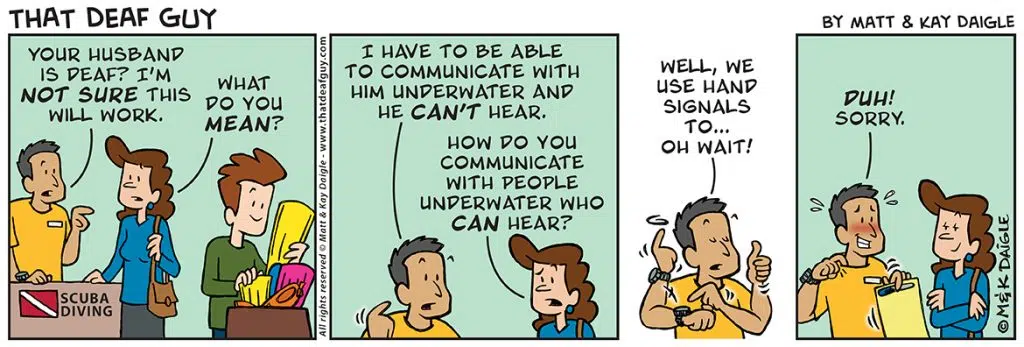 THAT DEAF GUY
BY MATT & KAY DAIGLE
YOUR HUSBAND
IS DEAF? I'M
NOT SURE THIS
WILL WORK.
WHAT
DO YOU
MEAN?
SCUBA
DIVING
All rights reserved © Matt & Kay Daigle - www.thatdeafguy.com
I HAVE TO BE ABLE
TO COMMUNICATE WITH
HIM UNDERWATER AND
HE CAN'T HEAR.
HOW DO YOU
COMMUNICATE
WITH PEOPLE
UNDERWATER WHO
CAN HEAR?
WELL, WE
USE HAND
SIGNALS
TO...
OH WAIT!
DUH!
SORRY.
© M&K DAIGLE